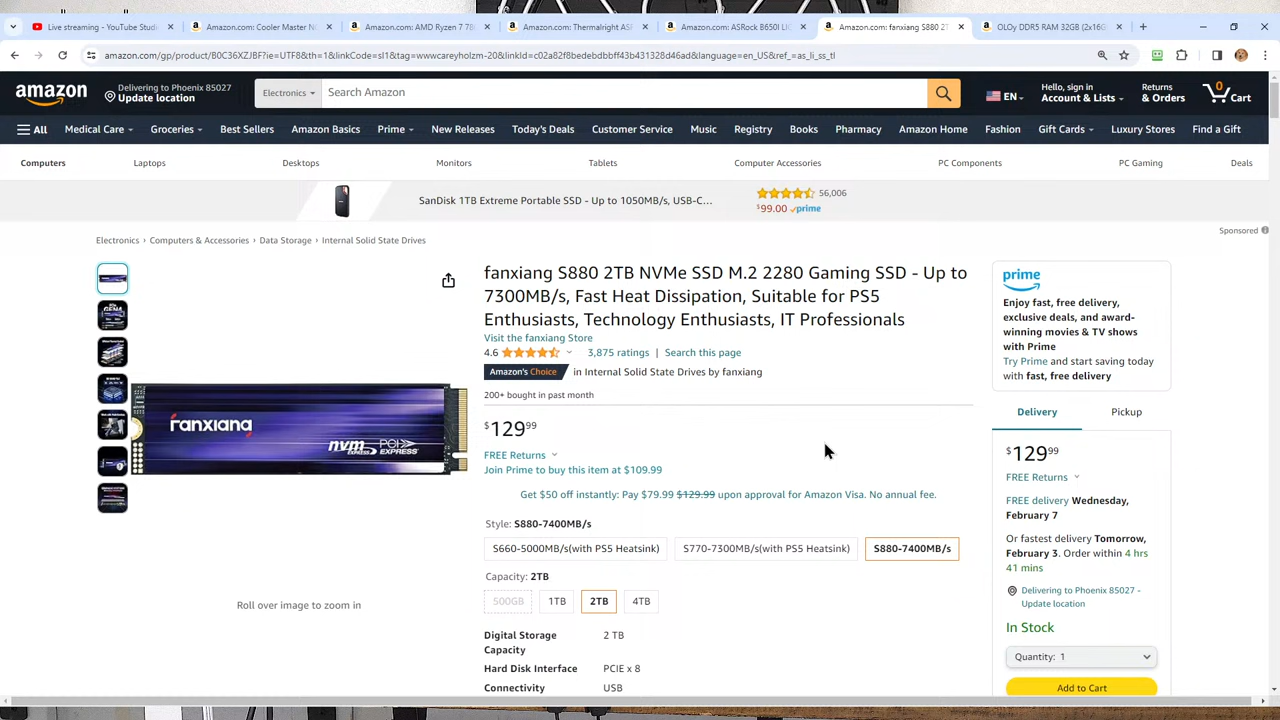 Live streaming - YouTub
Amazon.com: Cooler Master N
Amazon.com: AMD Ryzen 7 78
Amazon.com: Thermalright ASI
Amazon.com: ASRock B650I LIG
Amazon.com: fanxiang S880 2T
OLOy DDR5 RAM 32GB (2x16G
amazon.com/gp/product/B0C36XZJBF?ie=UTF8&th=1&linkCode=sl1&tag=wwwcareyholzm-20&linkId=c02a82f8bedebdbbff43b431328d46ad&language=en_US&ref_=as_li_ss_tl
amazon
Delivering to Phoenix 85027
Update location
Electronics
Search Amazon
EN
Hello, sign in
Account & Lists
Returns
& Orders
0
Cart
All
Medical Care
Groceries
Best Sellers
Amazon Basics
Prime
New Releases
Today's Deals
Customer Service
Music
Registry
Books
Pharmacy
Amazon Home
Fashion
Gift Cards
Luxury Stores
Find a Gift
Computers
Laptops
Desktops
Monitors
Tablets
Computer Accessories
PC Components
PC Gaming
Deals
SanDisk 1TB Extreme Portable SSD - Up to 1050MB/s, USB-C...
56,006
$99.00 prime
Sponsored
Electronics › Computers & Accessories › Data Storage › Internal Solid State Drives
fanxiang S880 2TB NVMe SSD M.2 2280 Gaming SSD - Up to
7300MB/s, Fast Heat Dissipation, Suitable for PS5
Enthusiasts, Technology Enthusiasts, IT Professionals
Visit the fanxiang Store
4.6
3,875 ratings | Search this page
Amazon's Choice in Internal Solid State Drives by fanxiang
200+ bought in past month
$129 99
FREE Returns
Join Prime to buy this item at $109.99
Get $50 off instantly: Pay $79.99 $129.99 upon approval for Amazon Visa. No annual fee.
Style: S880-7400MB/s
S660-5000MB/s(with PS5 Heatsink)
S770-7300MB/s(with PS5 Heatsink)
S880-7400MB/s
Capacity: 2TB
500GB
1TB
2TB
4TB
Digital Storage
Capacity
2 TB
Hard Disk Interface
PCIE x 8
Connectivity
USB
fanxiang
nvm
EXPRESS
PCI
EXPRESS
Roll over image to zoom in
prime
Enjoy fast, free delivery,
exclusive deals, and award-
winning movies & TV shows
with Prime
Try Prime and start saving today
with fast, free delivery
Delivery
Pickup
$129 99
FREE Returns
FREE delivery Wednesday,
February 7
Or fastest delivery Tomorrow,
February 3. Order within 4 hrs
41 mins
Delivering to Phoenix 85027 -
Update location
In Stock
Quantity: 1
Add to Cart